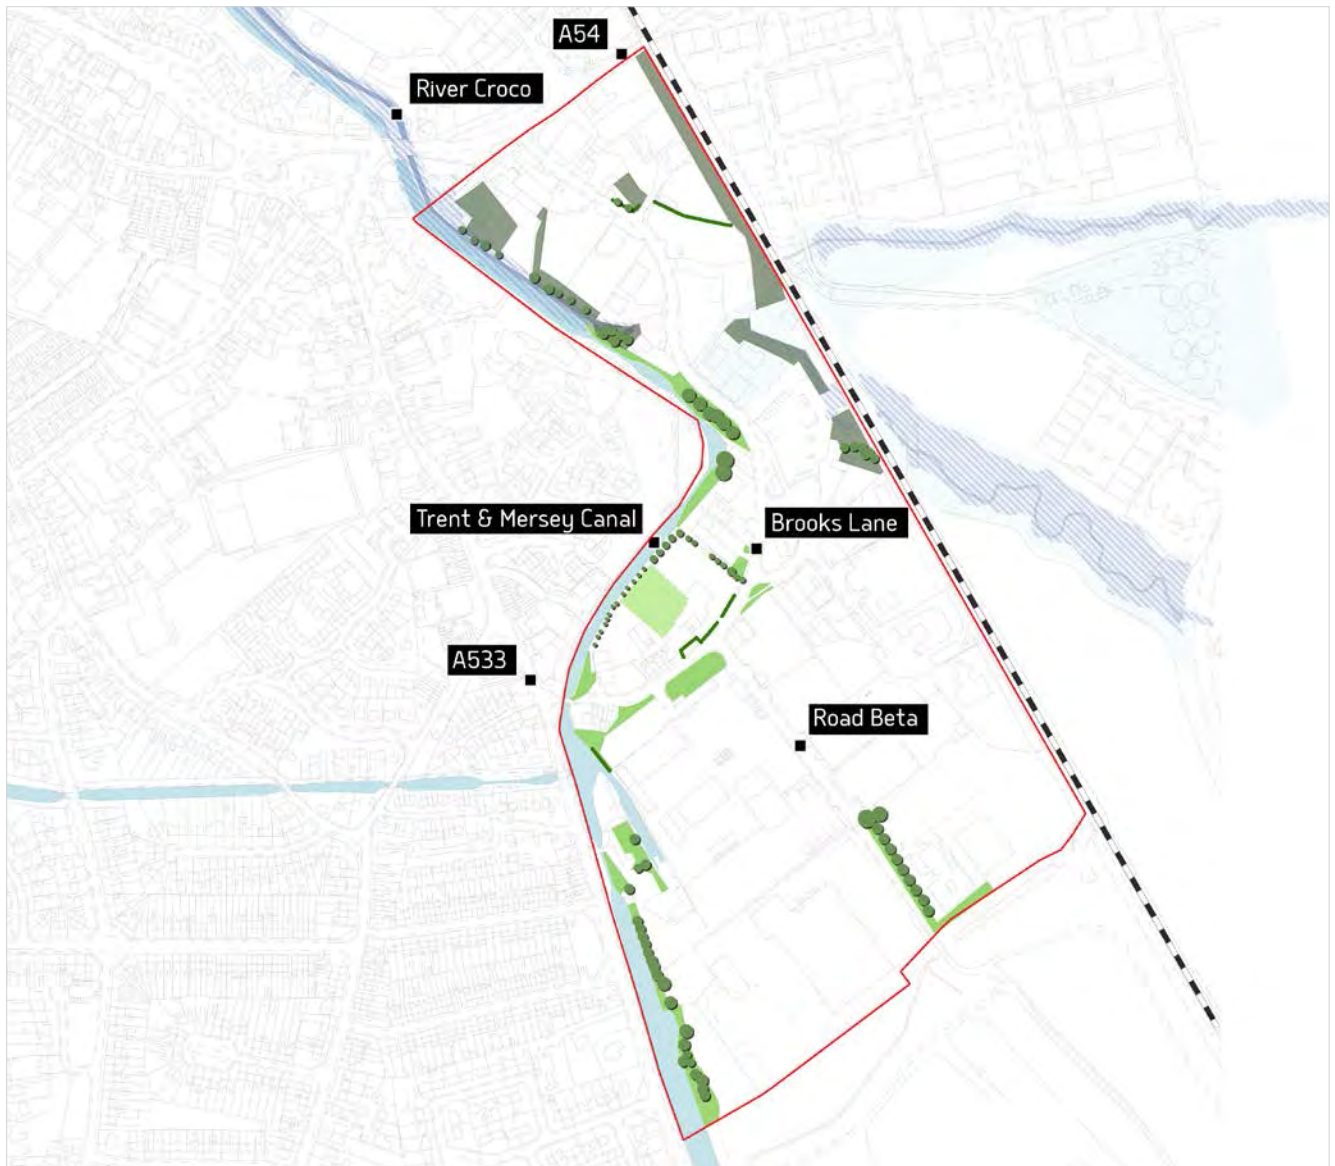 A54
River Croco
Trent & Mersey Canal
Brooks Lane
A533
Road Beta